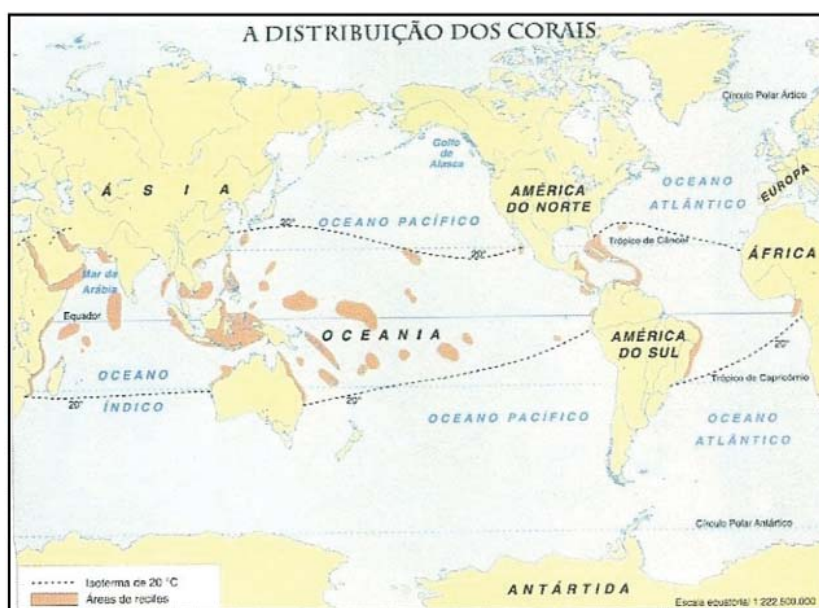 A DISTRIBUIÇÃO DOS CORAIS
Círculo Polar Ártico
Golfo
de
Alasca
Á S I A
AMÉRICA
DO NORTE
OCEANO
ATLÂNTICO
EUROPA
OCEANO PACÍFICO
20°
20°
Trópico de Câncer
ÁFRICA
Mar da
Arábia
Equador
OCEANIA
AMÉRICA
DO SUL
20°
OCEANO
ÍNDICO
20°
20°
Trópico de Capricórnio
OCEANO PACÍFICO
OCEANO
ATLÂNTICO
Círculo Polar Antártico
Isoterma de 20 °C
Áreas de recifes
ANTÁRTIDA
Escala equatorial 1:222.500.000